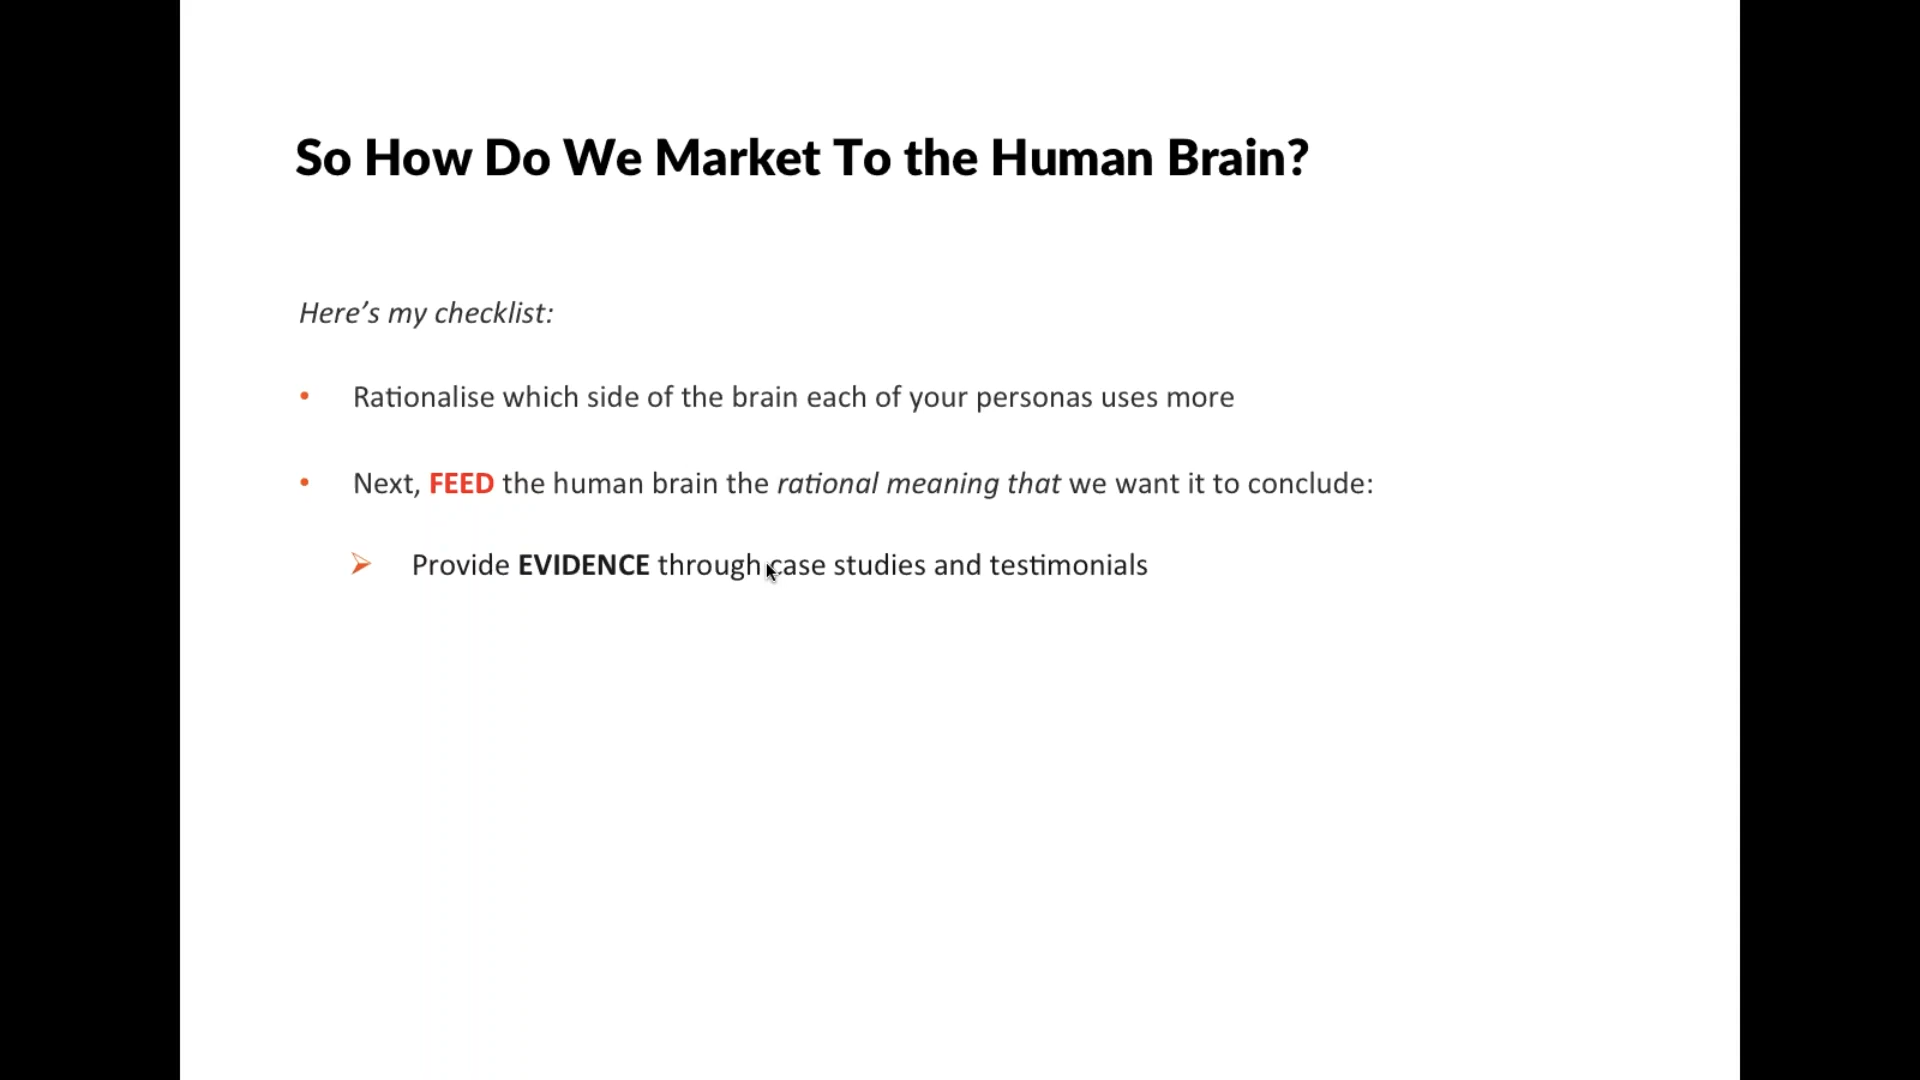 So How Do We Market To the Human Brain?
Here’s my checklist:
• Rationalise which side of the brain each of your personas uses more
• Next, FEED the human brain the rational meaning that we want it to conclude:
➢ Provide EVIDENCE through case studies and testimonials